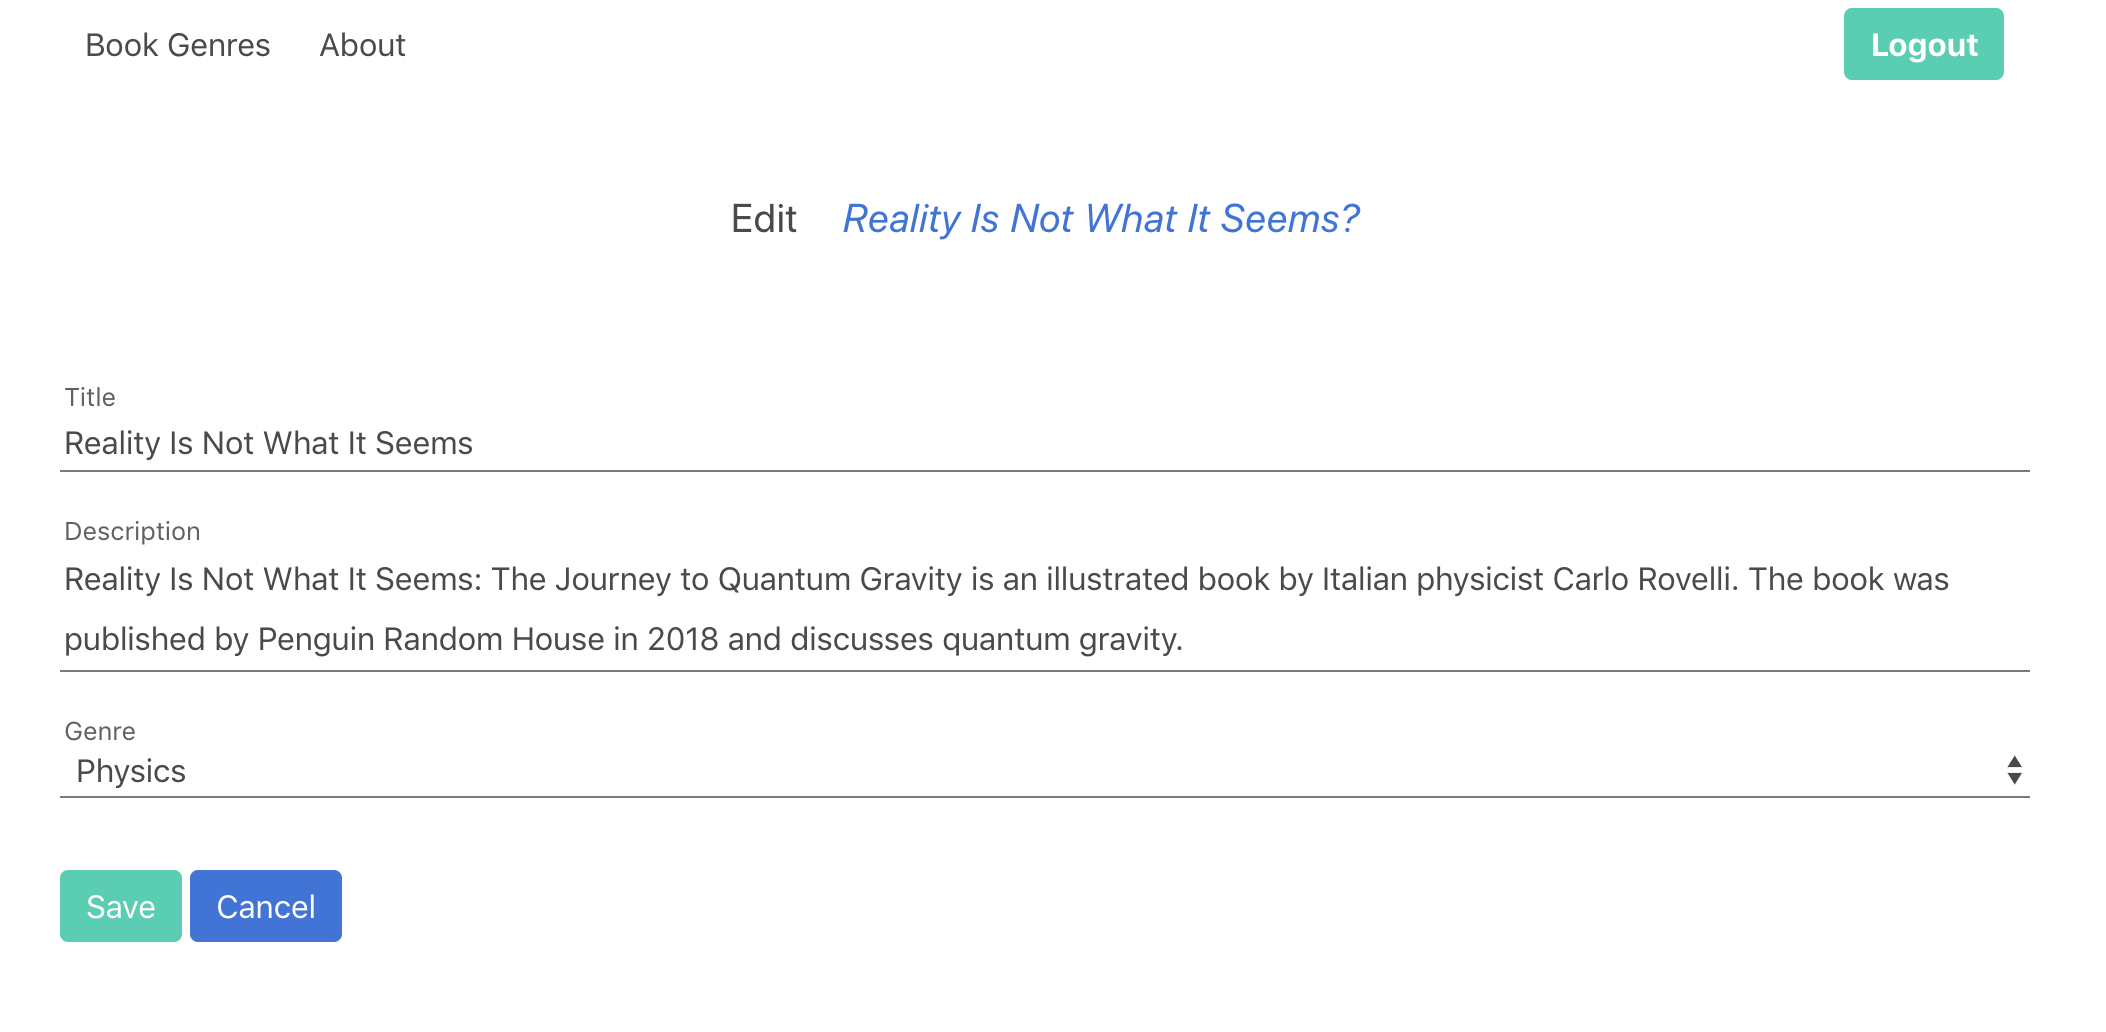 Book Genres About Logout
Edit Reality Is Not What It Seems?
Title
Reality Is Not What It Seems
Description
Reality Is Not What It Seems: The Journey to Quantum Gravity is an illustrated book by Italian physicist Carlo Rovelli. The book was
published by Penguin Random House in 2018 and discusses quantum gravity.
Genre
Physics
Save Cancel